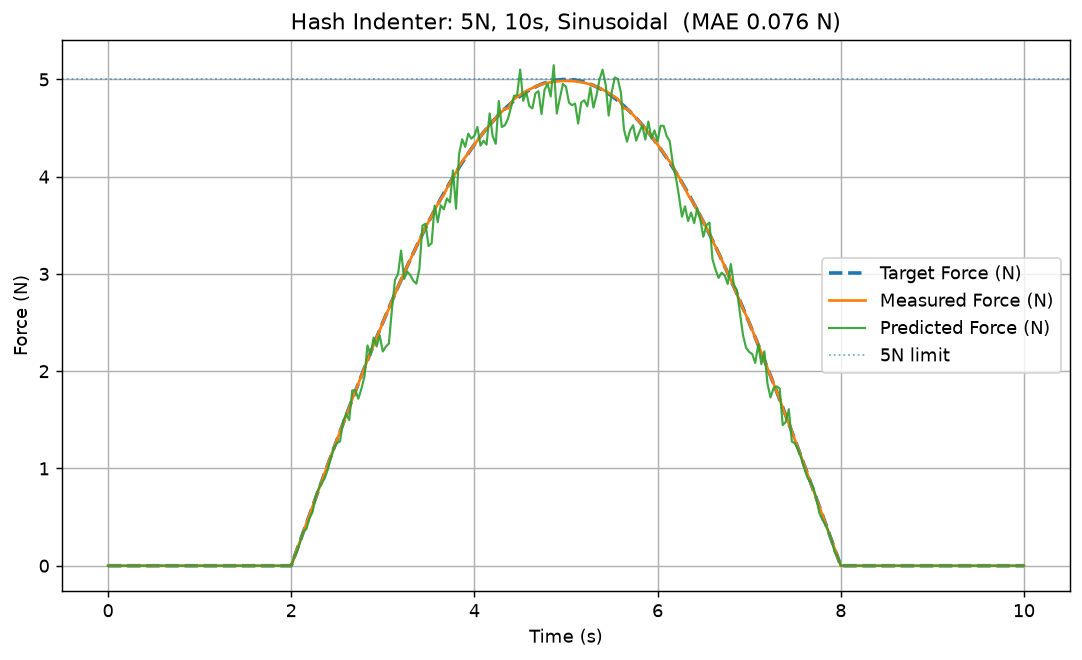 Hash Indenter: 5N, 10s, Sinusoidal  (MAE 0.076 N)
Force (N)
5
4
3
2
1
0
Target Force (N)
Measured Force (N)
Predicted Force (N)
5N limit
0 2 4 6 8 10
Time (s)